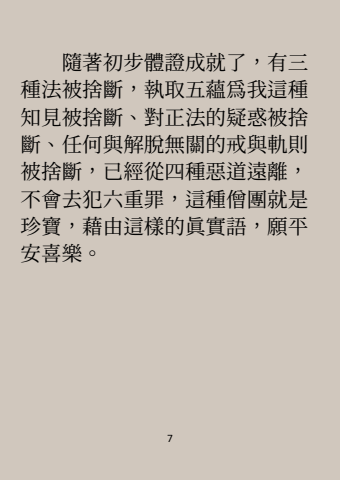 隨著初步體證成就了，有三
種法被捨斷，執取五蘊爲我這種
知見被捨斷、對正法的疑惑被捨
斷、任何與解脫無關的戒與軌則
被捨斷，已經從四種惡道遠離，
不會去犯六重罪，這種僧團就是
珍寶，藉由這樣的眞實語，願平
安喜樂。
7